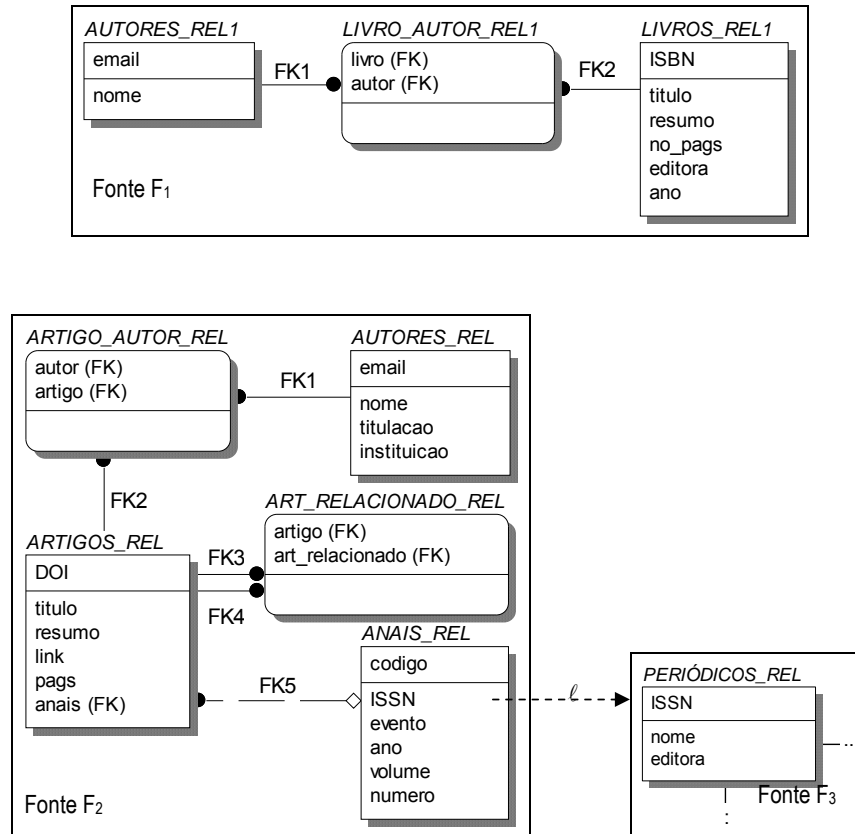 AUTORES_REL1
email
nome
FK1
LIVRO_AUTOR_REL1
livro (FK)
autor (FK)
FK2
LIVROS_REL1
ISBN
titulo
resumo
no_pags
editora
ano
Fonte F1
ARTIGO_AUTOR_REL
autor (FK)
artigo (FK)
FK1
AUTORES_REL
email
nome
titulacao
instituicao
FK2
ARTIGOS_REL
DOI
titulo
resumo
link
pags
anais (FK)
FK3
FK4
ART_RELACIONADO_REL
artigo (FK)
art_relacionado (FK)
FK5
ANAIS_REL
codigo
ISSN
evento
ano
volume
numero
Fonte F2
ℓ
PERIÓDICOS_REL
ISSN
nome
editora
...
Fonte F3
: